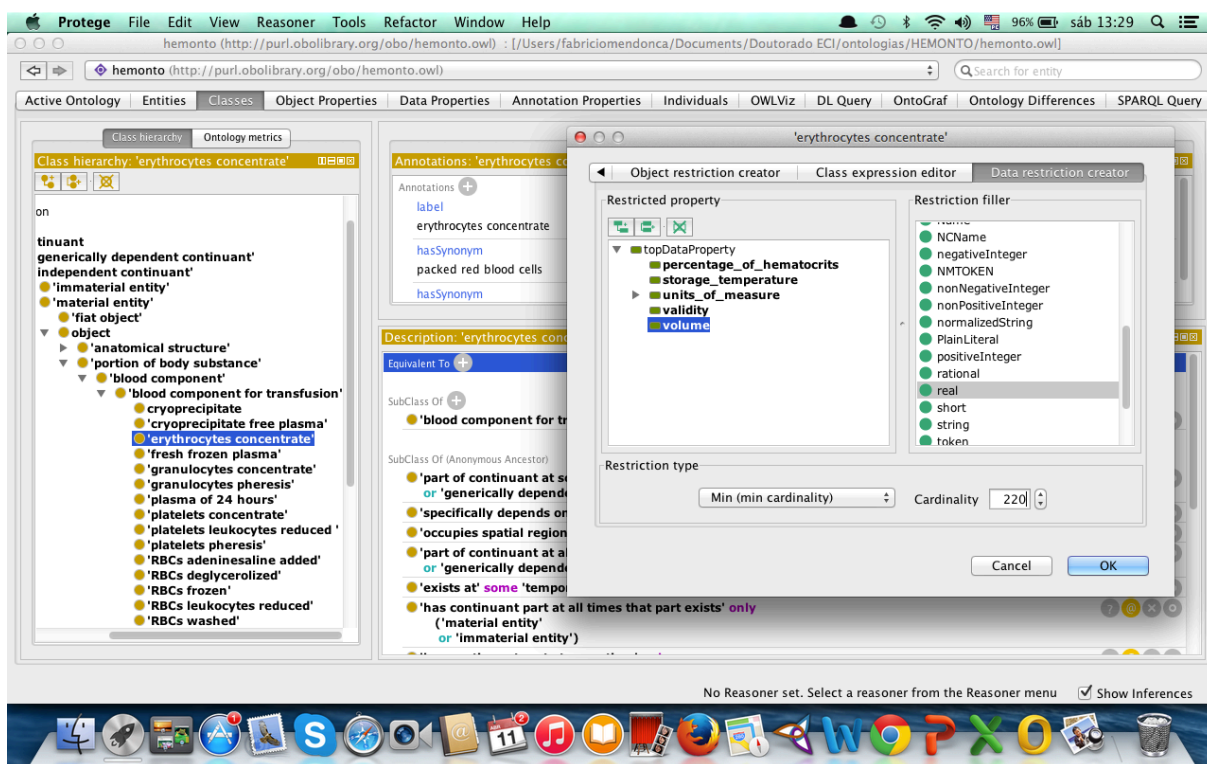 Protege File Edit View Reasoner Tools Refactor Window Help 96% sáb 13:29
hemonto (http://purl.obolibrary.org/obo/hemonto.owl) : [/Users/fabriciomendonca/Documents/Doutorado ECI/ontologias/HEMONTO/hemonto.owl]
hemonto (http://purl.obolibrary.org/obo/hemonto.owl) Search for entity
Active Ontology Entities Classes Object Properties Data Properties Annotation Properties Individuals OWLViz DL Query OntoGraf Ontology Differences SPARQL Query
Class hierarchy Ontology metrics
Class hierarchy: 'erythrocytes concentrate'
on
tinuant
generically dependent continuant'
independent continuant'
'immaterial entity'
'material entity'
'fiat object'
object
'anatomical structure'
'portion of body substance'
'blood component'
'blood component for transfusion'
cryoprecipitate
'cryoprecipitate free plasma'
'erythrocytes concentrate'
'fresh frozen plasma'
'granulocytes concentrate'
'granulocytes pheresis'
'plasma of 24 hours'
'platelets concentrate'
'platelets leukocytes reduced '
'platelets pheresis'
'RBCs adeninesaline added'
'RBCs deglycerolized'
'RBCs frozen'
'RBCs leukocytes reduced'
'RBCs washed'
Annotations: 'erythrocytes co
Annotations
label
erythrocytes concentrate
hasSynonym
packed red blood cells
hasSynonym
Description: 'erythrocytes conc
Equivalent To
SubClass Of
'blood component for tr
SubClass Of (Anonymous Ancestor)
'part of continuant at s
or 'generically depende
'specifically depends on
'occupies spatial region
'part of continuant at al
or 'generically depende
'exists at' some 'tempo
'has continuant part at all times that part exists' only
('material entity'
or 'immaterial entity')
'erythrocytes concentrate'
Object restriction creator Class expression editor Data restriction creator
Restricted property
topDataProperty
percentage_of_hematocrits
storage_temperature
units_of_measure
validity
volume
Restriction filler
Name
NCName
negativeInteger
NMTOKEN
nonNegativeInteger
nonPositiveInteger
normalizedString
PlainLiteral
positiveInteger
rational
real
short
string
token
Restriction type
Min (min cardinality) Cardinality 220
Cancel OK
No Reasoner set. Select a reasoner from the Reasoner menu Show Inferences
11